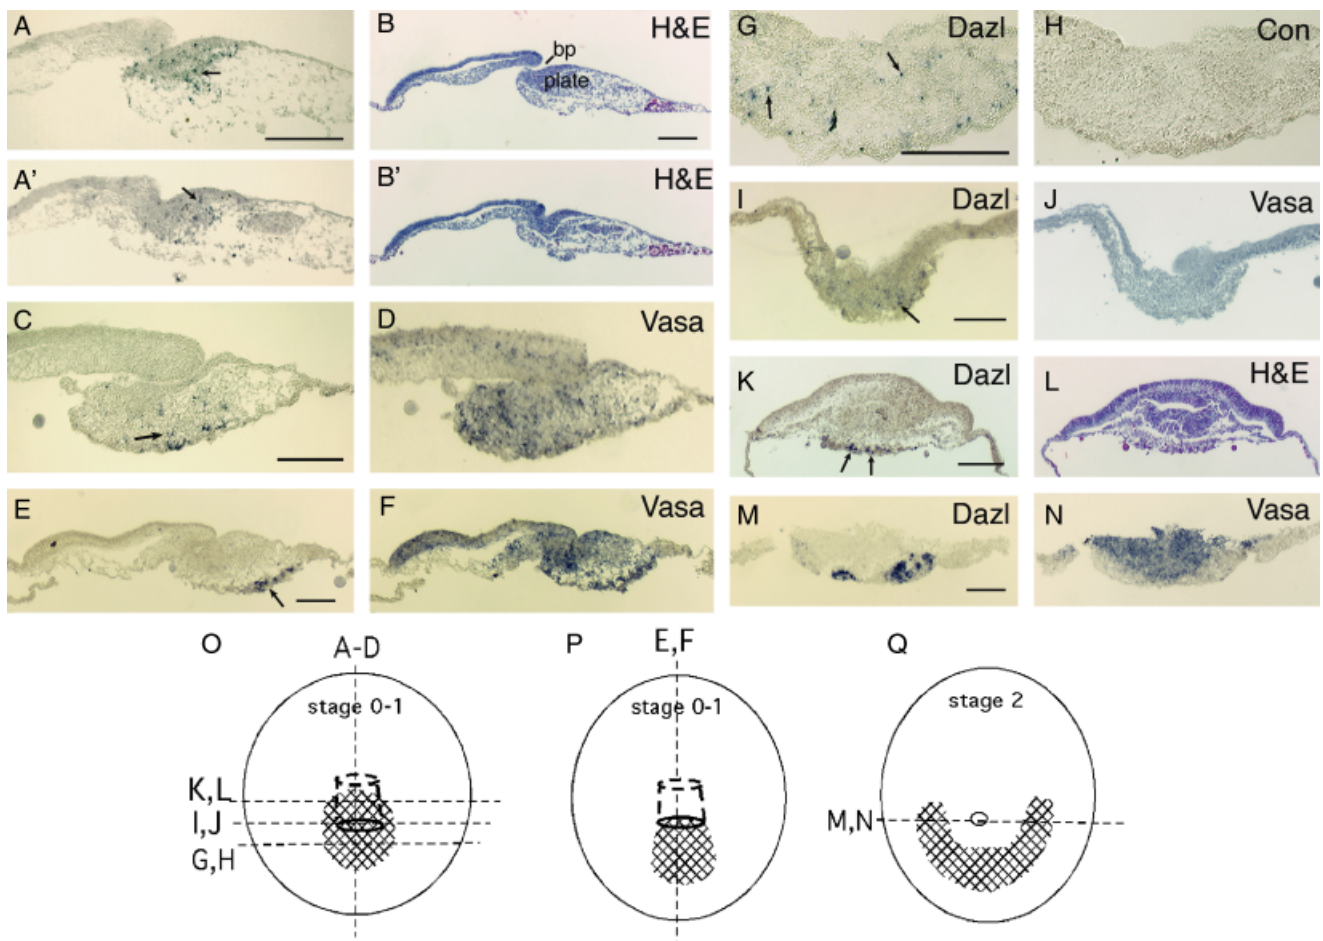 A
B
H&E
bp
plate
A’
B’
H&E
C
D
Vasa
E
F
Vasa
G
Dazl
H
Con
I
Dazl
J
Vasa
K
Dazl
L
H&E
M
Dazl
N
Vasa
O
A-D
stage 0-1
K,L
I,J
G,H
P
E,F
stage 0-1
Q
stage 2
M,N